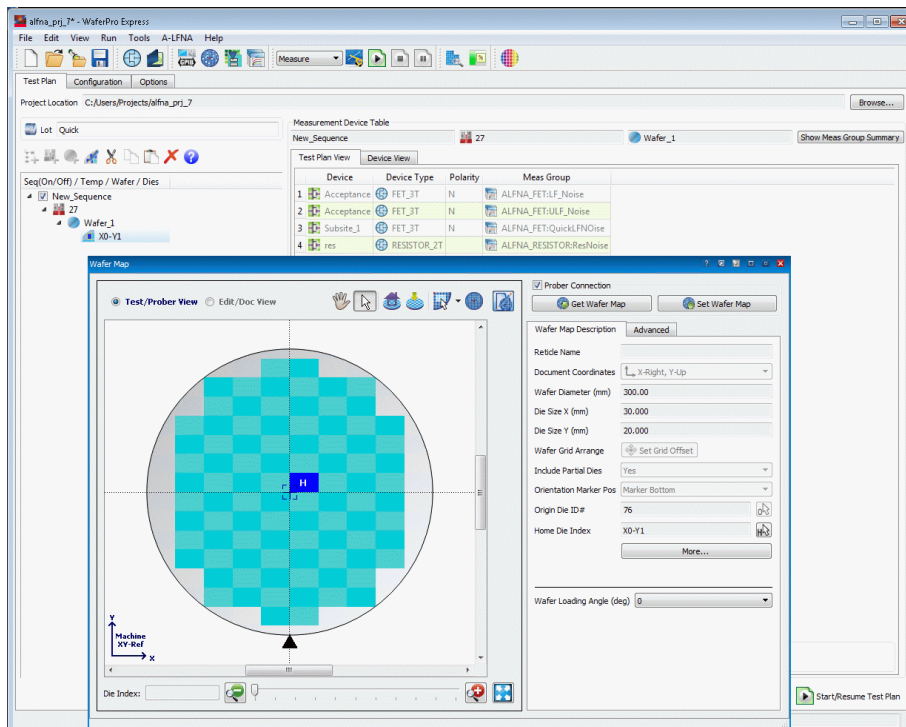 alfna_prj_7* - WaferPro Express
File Edit View Run Tools A-LFNA Help
Measure
Test Plan Configuration Options
Project Location C:/Users/Projects/alfna_prj_7 Browse...
Lot Quick
Measurement Device Table
New_Sequence 27 Wafer_1 Show Meas Group Summary
Test Plan View Device View
Seq(On/Off) / Temp / Wafer / Dies
New_Sequence
27
Wafer_1
X0-Y1
Device Device Type Polarity Meas Group
1 Acceptance FET_3T N ALFNA_FET:LF_Noise
2 Acceptance FET_3T N ALFNA_FET:ULF_Noise
3 Subsite_1 FET_3T N ALFNA_FET:QuickLFNOise
4 res RESISTOR_2T ALFNA_RESISTOR:ResNoise
Wafer Map
Test/Prober View Edit/Doc View
Prober Connection
Get Wafer Map Set Wafer Map
Wafer Map Description Advanced
Reticle Name
Document Coordinates X-Right, Y-Up
Wafer Diameter (mm) 300.00
Die Size X (mm) 30.000
Die Size Y (mm) 20.000
Wafer Grid Arrange Set Grid Offset
Include Partial Dies Yes
Orientation Marker Pos Marker Bottom
Origin Die ID# 76
Home Die Index X0-Y1
More...
Wafer Loading Angle (deg) 0
H
Y
Machine
XY-Ref
X
Die Index:
Start/Resume Test Plan